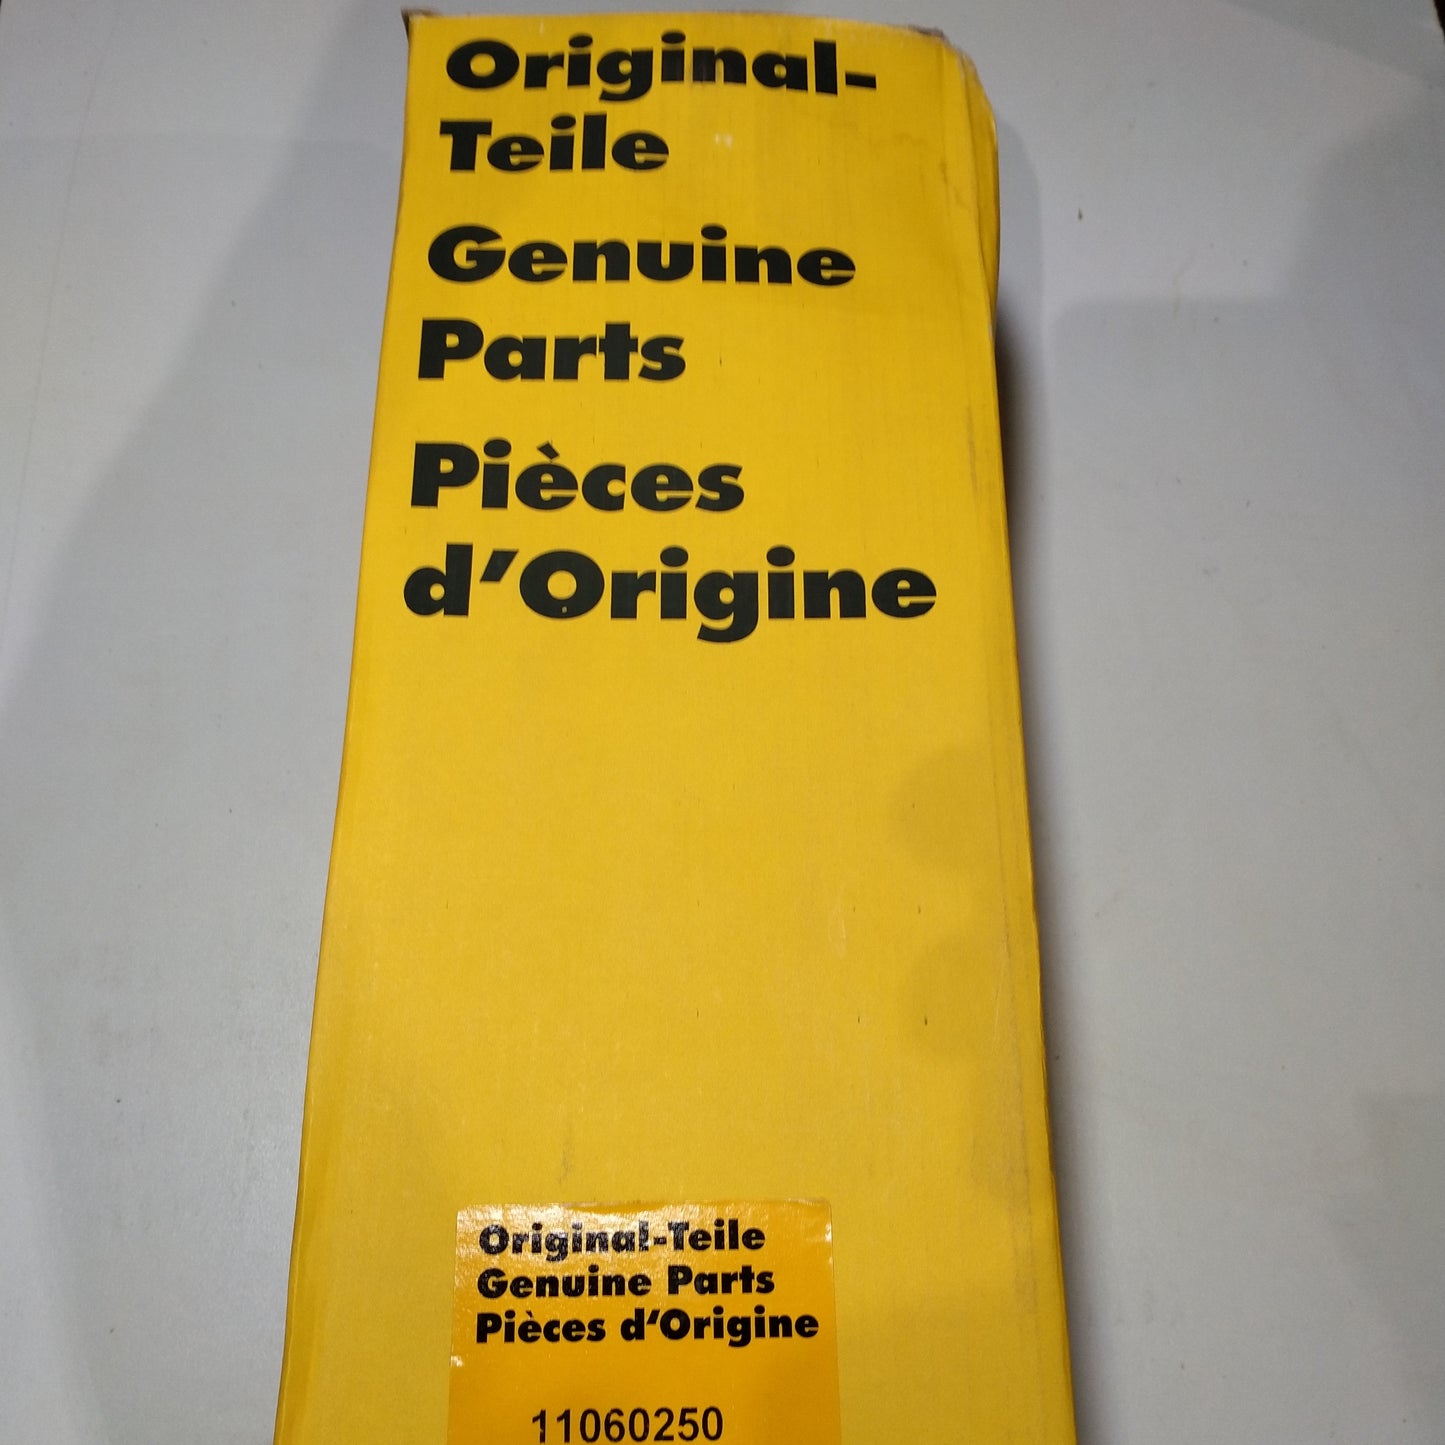 Original-
Teile
Genuine
Parts
Pièces
d'Origine
Original-Teile
Genuine Parts
Pièces d'Origine
11060250